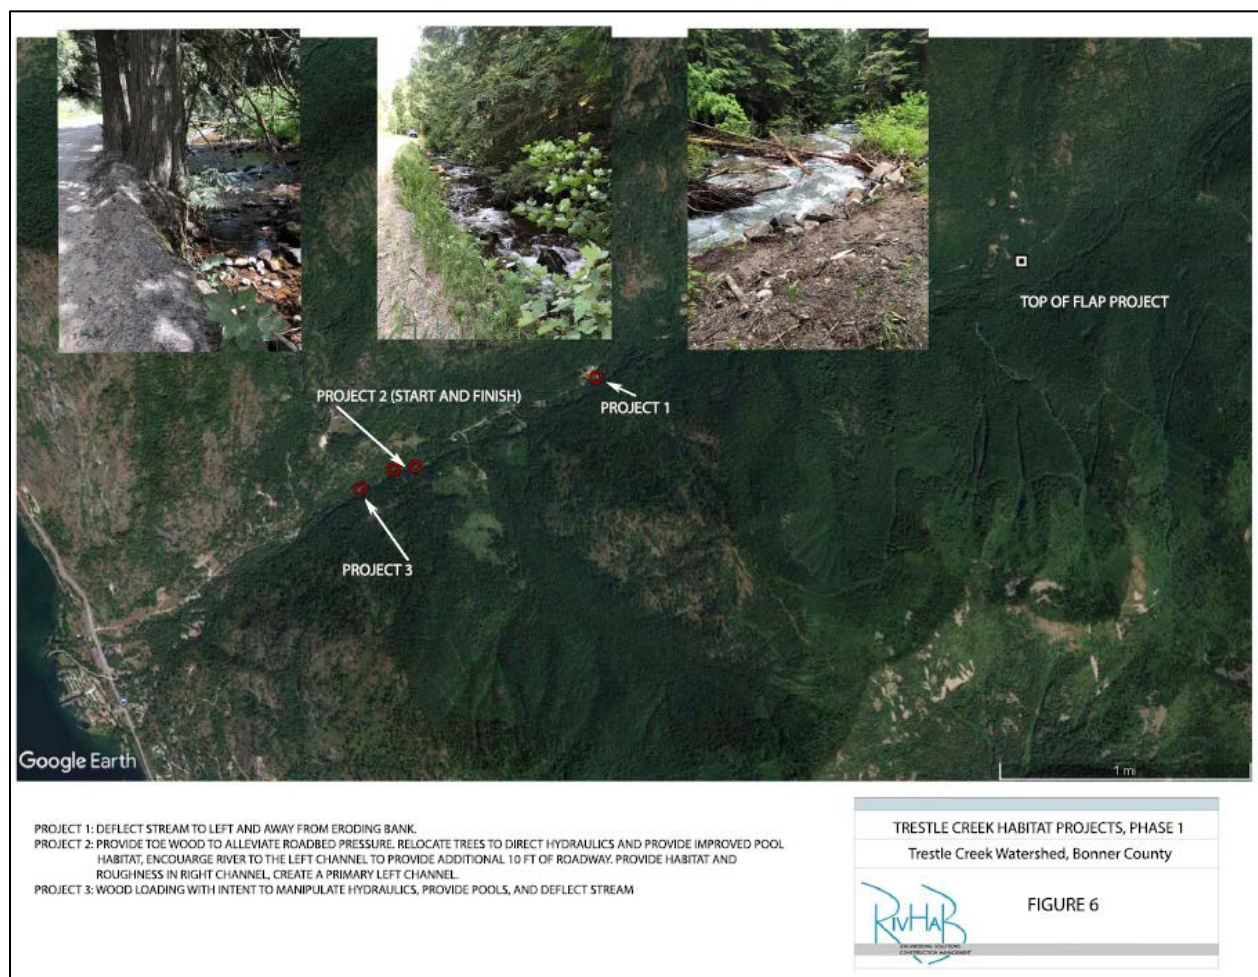 TOP OF FLAP PROJECT
PROJECT 2 (START AND FINISH)
PROJECT 1
PROJECT 3
Google Earth
1 mi
PROJECT 1: DEFLECT STREAM TO LEFT AND AWAY FROM ERODING BANK.
PROJECT 2: PROVIDE TOE WOOD TO ALLEVIATE ROADBED PRESSURE. RELOCATE TREES TO DIRECT HYDRAULICS AND PROVIDE IMPROVED POOL
HABITAT, ENCOUARGE RIVER TO THE LEFT CHANNEL TO PROVIDE ADDITIONAL 10 FT OF ROADWAY. PROVIDE HABITAT AND
ROUGHNESS IN RIGHT CHANNEL, CREATE A PRIMARY LEFT CHANNEL.
PROJECT 3: WOOD LOADING WITH INTENT TO MANIPULATE HYDRAULICS, PROVIDE POOLS, AND DEFLECT STREAM
TRESTLE CREEK HABITAT PROJECTS, PHASE 1
Trestle Creek Watershed, Bonner County
FIGURE 6
RIVHAB
ENGINEERING SOLUTIONS
CONSTRUCTION MANAGEMENT